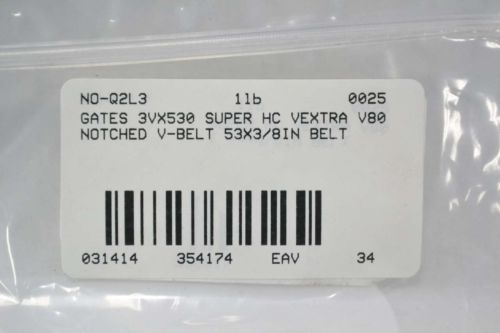 NO-Q2L3 1lb 0025
GATES 3VX530 SUPER HC VEXTRA V80
NOTCHED V-BELT 53X3/8IN BELT
031414 354174 EAV 34